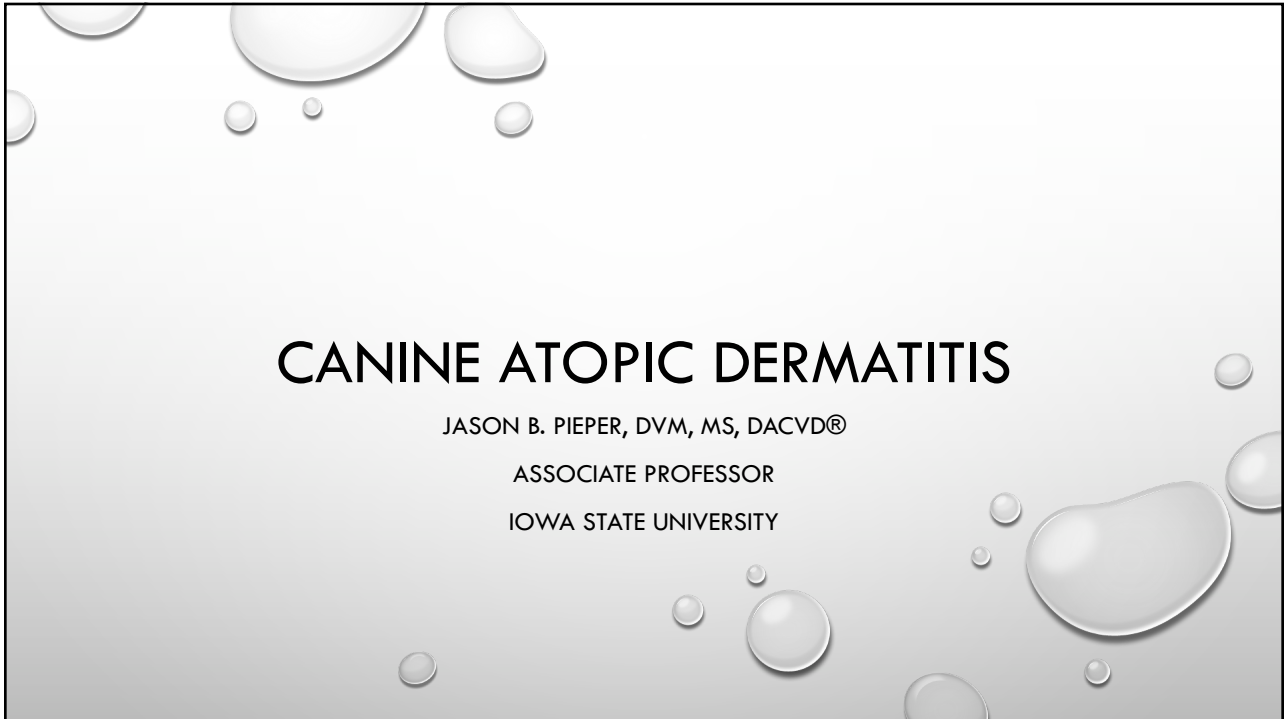 CANINE ATOPIC DERMATITIS
JASON B. PIEPER, DVM, MS, DACVD®
ASSOCIATE PROFESSOR
IOWA STATE UNIVERSITY